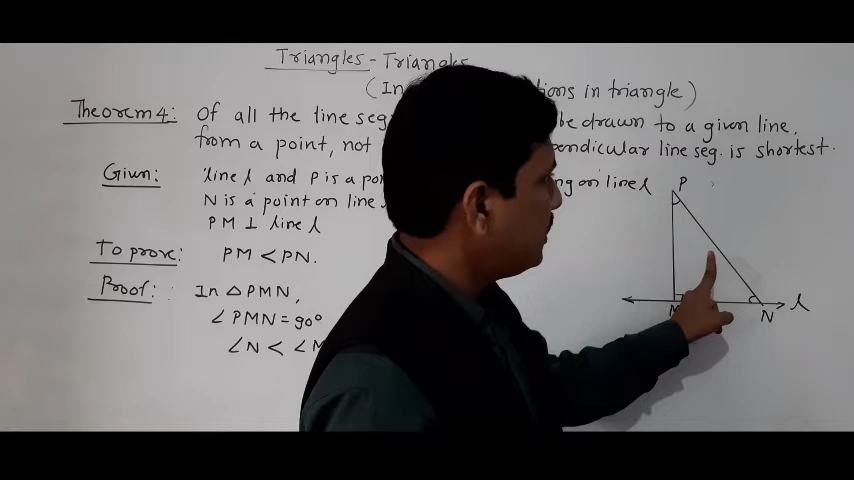 Triangles - Triangles
(In tions in triangle)
Theorem 4: Of all the line seg be drawn to a given line,
from a point, not pendicular line seg. is shortest.
Given: line l and P is a poi ng on line l
N is a point on line
PM ⊥ line l
To prove: PM < PN.
Proof: In △PMN,
∠PMN = 90°
∠N < ∠M
P
M
N
l